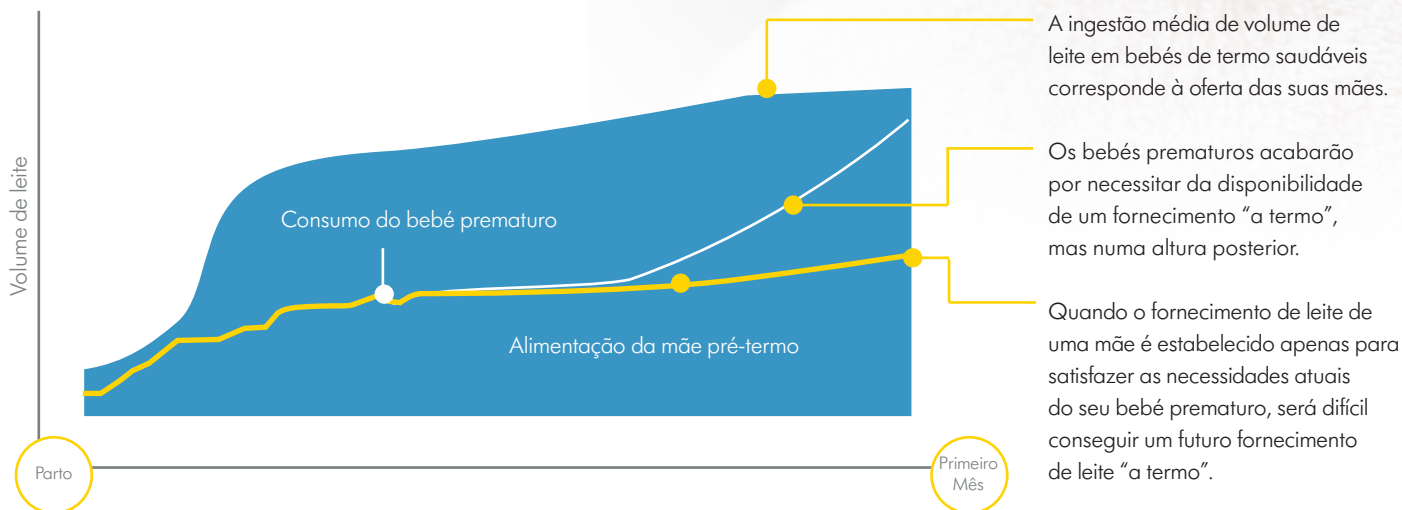 A ingestão média de volume de
leite em bebés de termo saudáveis
corresponde à oferta das suas mães.
Os bebés prematuros acabarão
por necessitar da disponibilidade
de um fornecimento “a termo”,
mas numa altura posterior.
Quando o fornecimento de leite de
uma mãe é estabelecido apenas para
satisfazer as necessidades atuais
do seu bebé prematuro, será difícil
conseguir um futuro fornecimento
de leite “a termo”.
Volume de leite
Consumo do bebé prematuro
Alimentação da mãe pré-termo
Parto
Primeiro
Mês